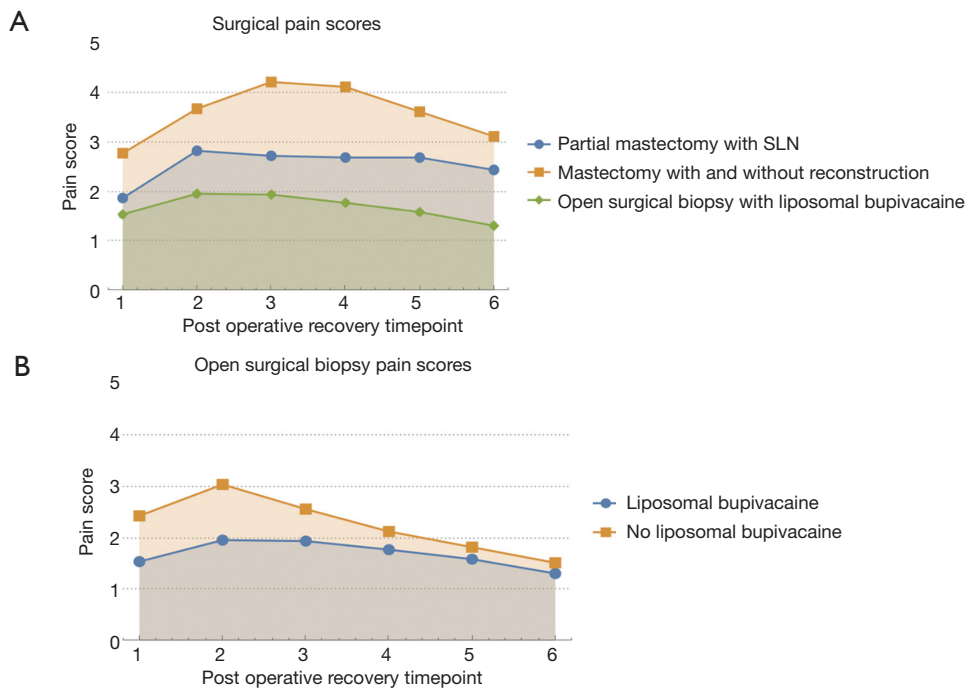 A
Surgical pain scores
5
4
3
2
1
0
Pain score
1 2 3 4 5 6
Post operative recovery timepoint
Partial mastectomy with SLN
Mastectomy with and without reconstruction
Open surgical biopsy with liposomal bupivacaine
B
Open surgical biopsy pain scores
5
4
3
2
1
0
Pain score
1 2 3 4 5 6
Post operative recovery timepoint
Liposomal bupivacaine
No liposomal bupivacaine